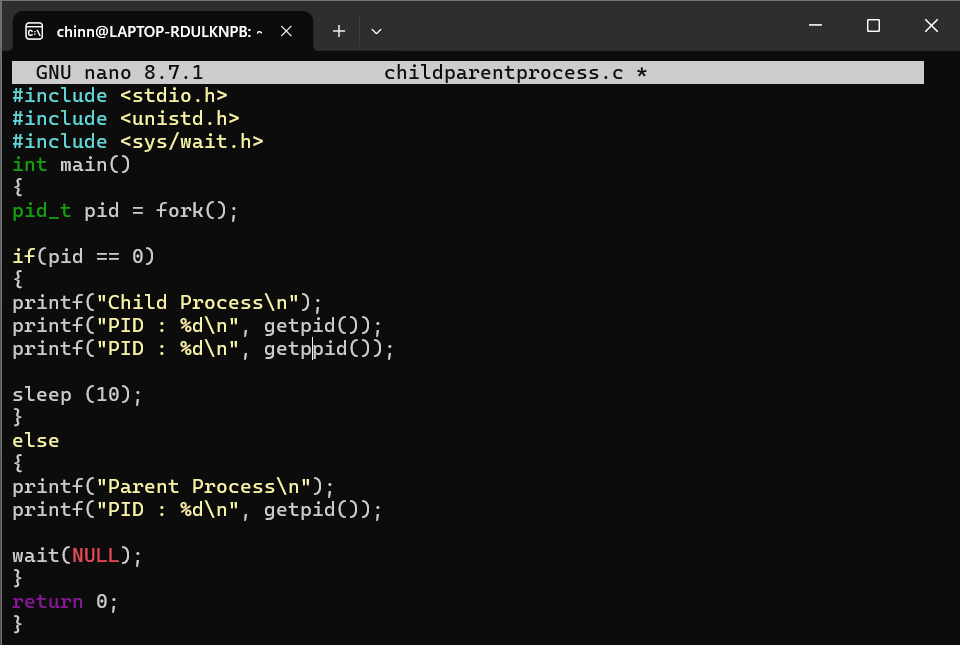 chinn@LAPTOP-RDULKNPB: ~
GNU nano 8.7.1 childparentprocess.c *
#include <stdio.h>
#include <unistd.h>
#include <sys/wait.h>
int main()
{
pid_t pid = fork();
if(pid == 0)
{
printf("Child Process\n");
printf("PID : %d\n", getpid());
printf("PID : %d\n", getppid());
sleep (10);
}
else
{
printf("Parent Process\n");
printf("PID : %d\n", getpid());
wait(NULL);
}
return 0;
}